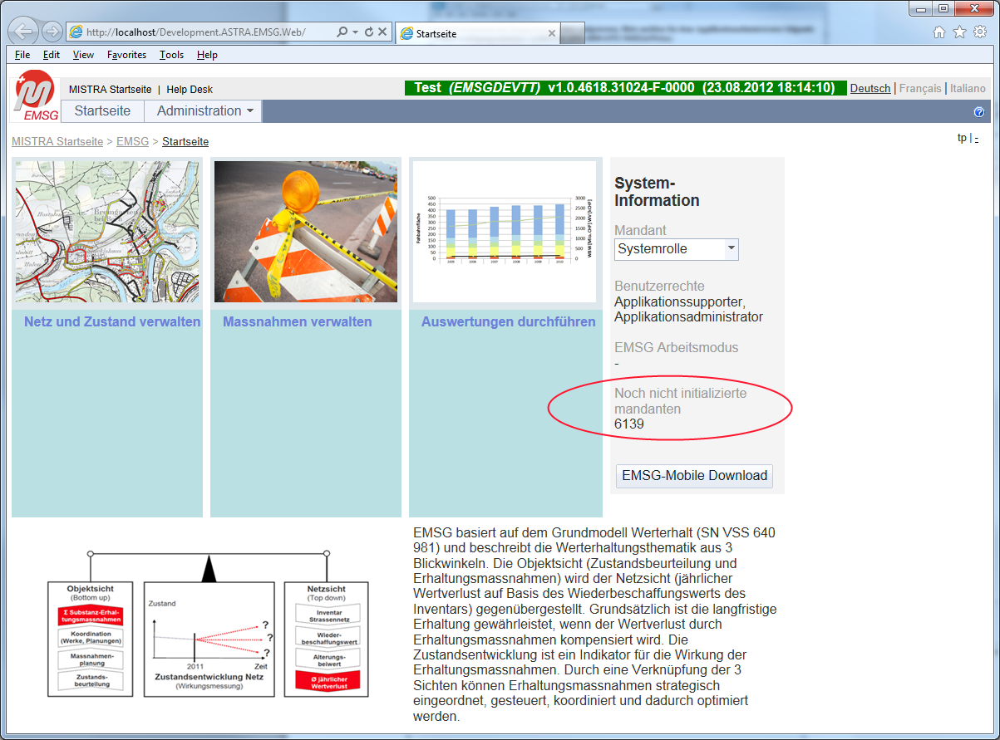 http://localhost/Development.ASTRA.EMSG.Web/
Startseite
File Edit View Favorites Tools Help
EMSG
MISTRA Startseite | Help Desk
Test (EMSGDEVTT) v1.0.4618.31024-F-0000 (23.08.2012 18:14:10)
Deutsch | Français | Italiano
Startseite Administration
MISTRA Startseite > EMSG > Startseite
tp | -
Netz und Zustand verwalten
Massnahmen verwalten
500
450
400
350
300
250
200
150
100
50
0
3000
2500
2000
1500
1000
500
0
2005 2006 2007 2008 2009 2010
Auswertungen durchführen
System-
Information
Mandant
Systemrolle
Benutzerrechte
Applikationssupporter,
Applikationsadministrator
EMSG Arbeitsmodus
-
Noch nicht initializierte
mandanten
6139
EMSG-Mobile Download
Objektsicht
(Bottom up)
Σ Substanz-Erhal-
tungsmassnahmen
Koordination
(Werke, Planungen)
Massnahmen-
planung
Zustands-
beurteilung
Zustand
?
?
?
2011 Zeit
Zustandsentwicklung Netz
(Wirkungsmessung)
Netzsicht
(Top down)
Inventar
Strassennetz
Wieder-
beschaffungswert
Alterungs-
beiwert
Ø jährlicher
Wertverlust
EMSG basiert auf dem Grundmodell Werterhalt (SN VSS 640
981) und beschreibt die Werterhaltungsthematik aus 3
Blickwinkeln. Die Objektsicht (Zustandsbeurteilung und
Erhaltungsmassnahmen) wird der Netzsicht (jährlicher
Wertverlust auf Basis des Wiederbeschaffungswerts des
Inventars) gegenübergestellt. Grundsätzlich ist die langfristige
Erhaltung gewährleistet, wenn der Wertverlust durch
Erhaltungsmassnahmen kompensiert wird. Die
Zustandsentwicklung ist ein Indikator für die Wirkung der
Erhaltungsmassnahmen. Durch eine Verknüpfung der 3
Sichten können Erhaltungsmassnahmen strategisch
eingeordnet, gesteuert, koordiniert und dadurch optimiert
werden.